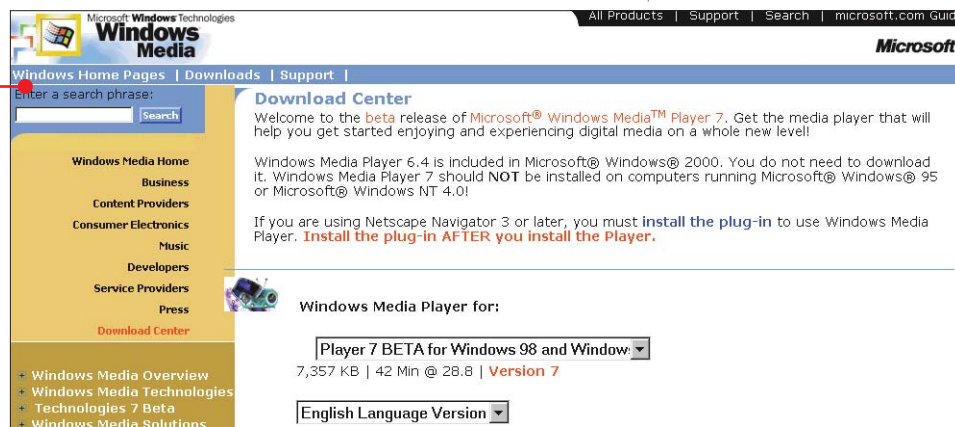 Microsoft Windows Technologies
Windows
Media
All Products | Support | Search | microsoft.com Guid
Microsoft
Windows Home Pages | Downloads | Support |
Enter a search phrase:
Search
Windows Media Home
Business
Content Providers
Consumer Electronics
Music
Developers
Service Providers
Press
Download Center
+ Windows Media Overview
+ Windows Media Technologies
+ Technologies 7 Beta
+ Windows Media Solutions
Download Center
Welcome to the beta release of Microsoft® Windows Media™ Player 7. Get the media player that will
help you get started enjoying and experiencing digital media on a whole new level!
Windows Media Player 6.4 is included in Microsoft® Windows® 2000. You do not need to download
it. Windows Media Player 7 should NOT be installed on computers running Microsoft® Windows® 95
or Microsoft® Windows NT 4.0!
If you are using Netscape Navigator 3 or later, you must install the plug-in to use Windows Media
Player. Install the plug-in AFTER you install the Player.
Windows Media Player for:
Player 7 BETA for Windows 98 and Window
7,357 KB | 42 Min @ 28.8 | Version 7
English Language Version